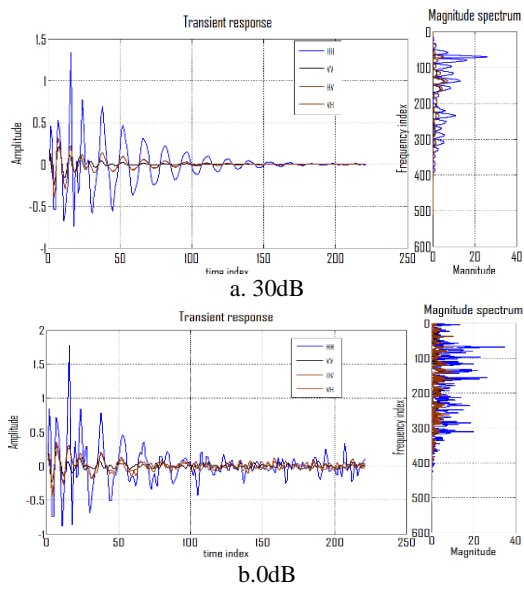 Transient response
Magnitude spectrum
1.5
1
0.5
0
-0.5
-1
Amplitude
HH
VV
HV
VH
0 50 100 150 200 250
time index
0
100
200
300
400
500
600
Frequency index
0 20 40
Magnitude
a. 30dB
Transient response
Magnitude spectrum
2
1.5
1
0.5
0
-0.5
-1
Amplitude
HH
VV
HV
VH
0 50 100 150 200 250
time index
0
100
200
300
400
500
600
Frequency index
0 20 40
Magnitude
b.0dB